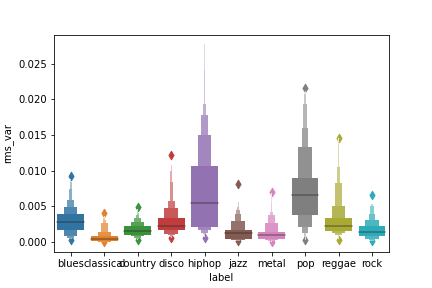 rms_var
0.025
0.020
0.015
0.010
0.005
0.000
blues classical country disco hiphop jazz metal pop reggae rock
label